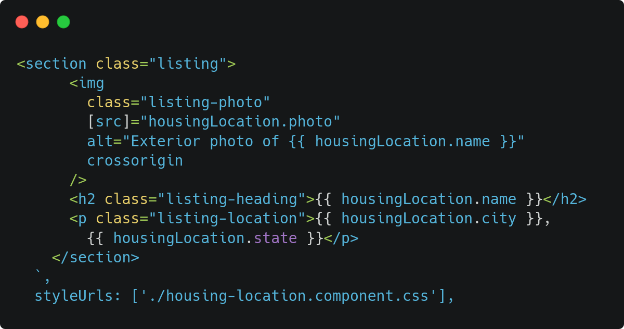 <section class="listing">
<img
class="listing-photo"
[src]="housingLocation.photo"
alt="Exterior photo of {{ housingLocation.name }}"
crossorigin
/>
<h2 class="listing-heading">{{ housingLocation.name }}</h2>
<p class="listing-location">{{ housingLocation.city }},
{{ housingLocation.state }}</p>
</section>
`,
styleUrls: ['./housing-location.component.css'],